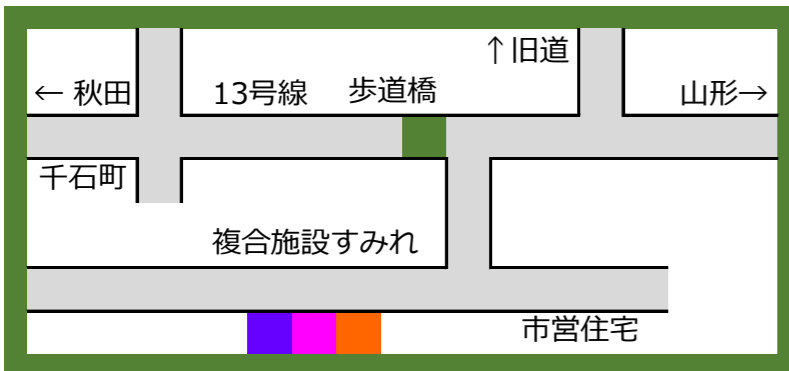 ↑旧道
← 秋田
13号線
歩道橋
山形→
千石町
複合施設すみれ
市営住宅